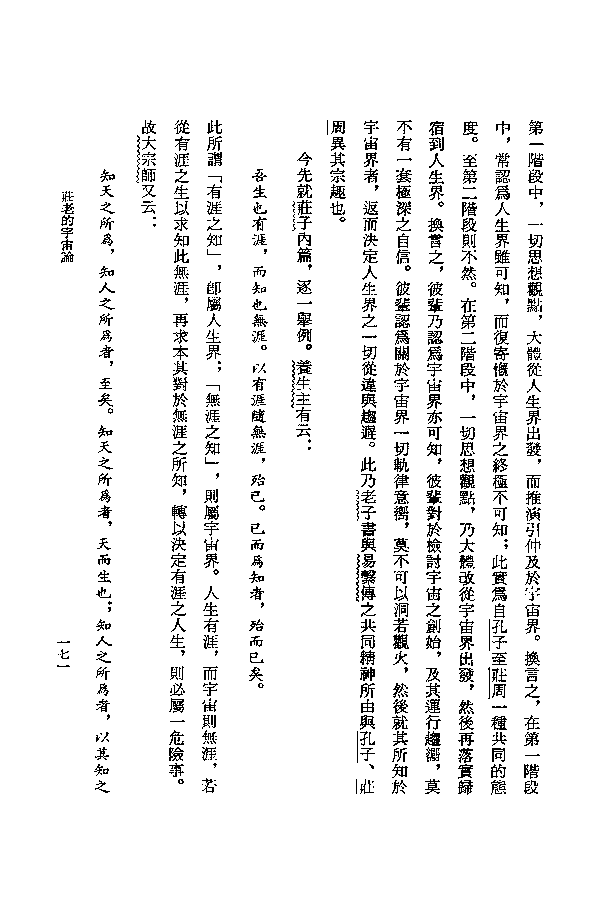 第一階段中，一切思想觀點，大體從人生界出發，而推演引伸及於宇宙界。換言之，在第一階段
中，常認爲人生界雖可知，而復寄慨於宇宙界之終極不可知；此實爲自孔子至莊周一種共同的態
度。至第二階段則不然。在第二階段中，一切思想觀點，乃大體改從宇宙界出發，然後再落實歸
宿到人生界。換言之，彼輩乃認爲宇宙界亦可知，彼輩對於檢討宇宙之創始，及其運行趨嚮，莫
不有一套極深之自信。彼輩認爲關於宇宙界一切軌律意嚮，莫不可以洞若觀火，然後就其所知於
宇宙界者，返而決定人生界之一切從違與趨避。此乃老子書與易繫傳之共同精神所由與孔子、莊
周異其宗趣也。
今先就莊子內篇，逐一舉例。養生主有云：
吾生也有涯，而知也無涯。以有涯隨無涯，殆已。已而爲知者，殆而已矣。
此所謂「有涯之知」，卽屬人生界；「無涯之知」，則屬宇宙界。人生有涯，而宇宙則無涯，若
從有涯之生以求知此無涯，再求本其對於無涯之所知，轉以決定有涯之人生，則必屬一危險事。
故大宗師又云：
知天之所爲，知人之所爲者，至矣。知天之所爲者，天而生也；知人之所爲者，以其知之
莊老的宇宙論
一七一